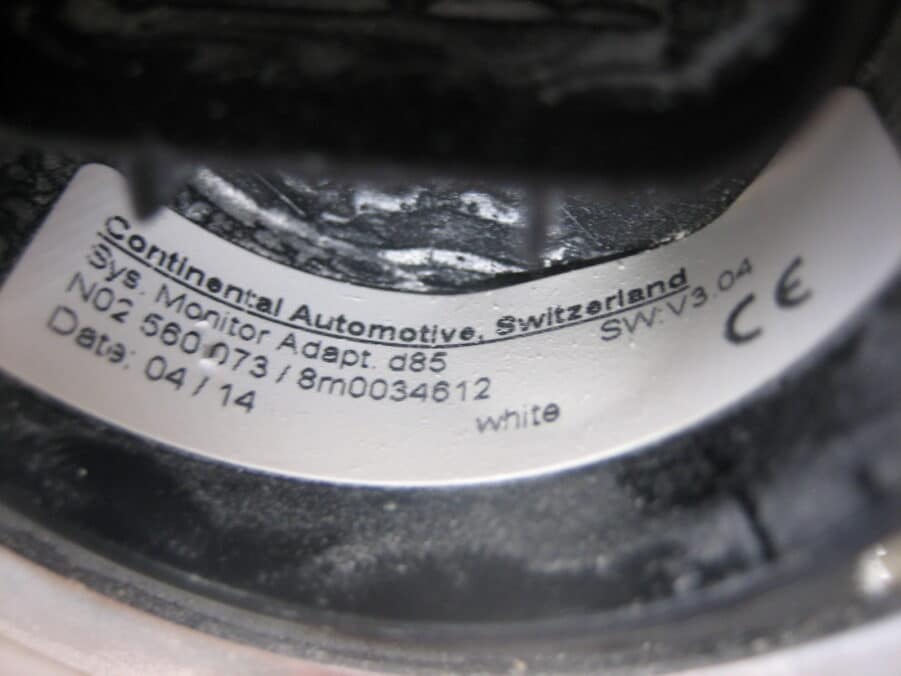 Continental Automotive, Switzerland
Sys. Monitor Adapt. d85 SW:V3.04
N02 560 073 / 8m0034612
Date: 04 / 14 white
CE